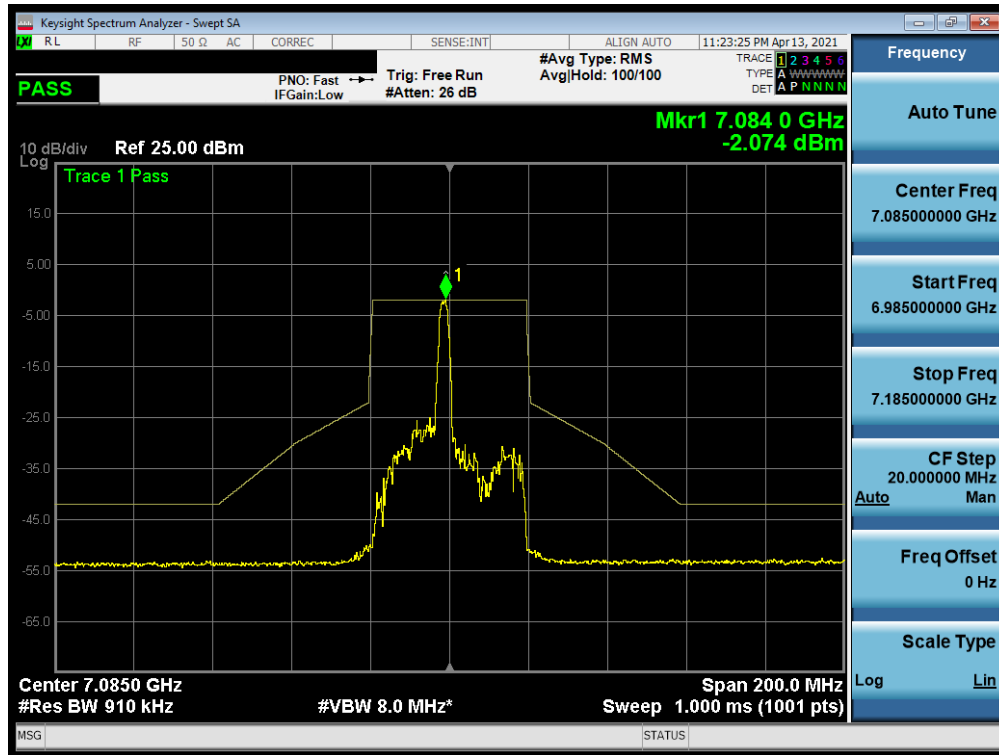 Keysight Spectrum Analyzer - Swept SA
LXI RL RF 50 Ω AC CORREC SENSE:INT ALIGN AUTO 11:23:25 PM Apr 13, 2021
PASS
PNO: Fast
IFGain:Low
Trig: Free Run
#Atten: 26 dB
#Avg Type: RMS
Avg|Hold: 100/100
TRACE 1 2 3 4 5 6
TYPE A WWWWW
DET A P N N N N
Mkr1 7.084 0 GHz
-2.074 dBm
10 dB/div Ref 25.00 dBm
Log
Trace 1 Pass
1
15.0
5.00
-5.00
-15.0
-25.0
-35.0
-45.0
-55.0
-65.0
Center 7.0850 GHz Span 200.0 MHz
#Res BW 910 kHz #VBW 8.0 MHz* Sweep 1.000 ms (1001 pts)
MSG STATUS
Frequency
Auto Tune
Center Freq
7.085000000 GHz
Start Freq
6.985000000 GHz
Stop Freq
7.185000000 GHz
CF Step
20.000000 MHz
Auto Man
Freq Offset
0 Hz
Scale Type
Log Lin